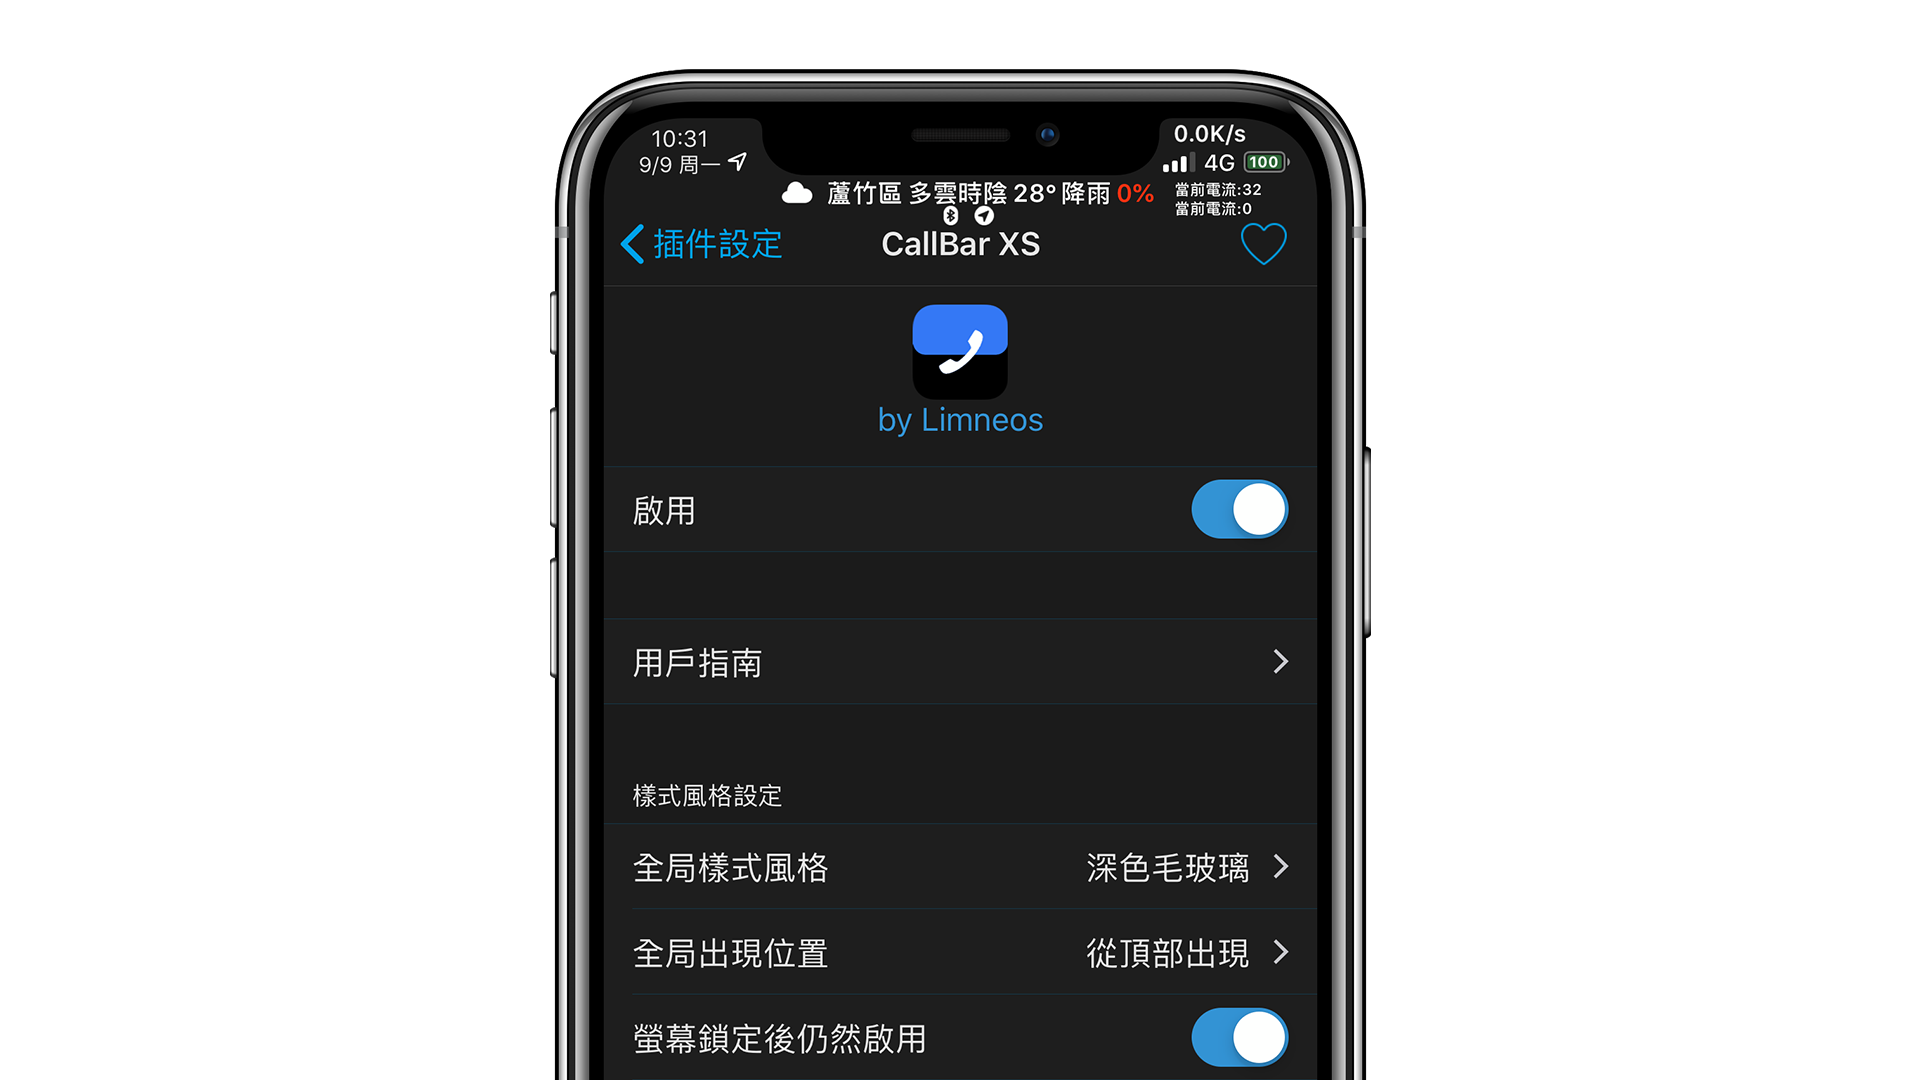 10:31
0.0K/s
9/9 周一
4G 100
蘆竹區 多雲時陰 28° 降雨 0%
當前電流:32
當前電流:0
插件設定
CallBar XS
by Limneos
啟用
用戶指南
樣式風格設定
全局樣式風格 深色毛玻璃
全局出現位置 從頂部出現
螢幕鎖定後仍然啟用